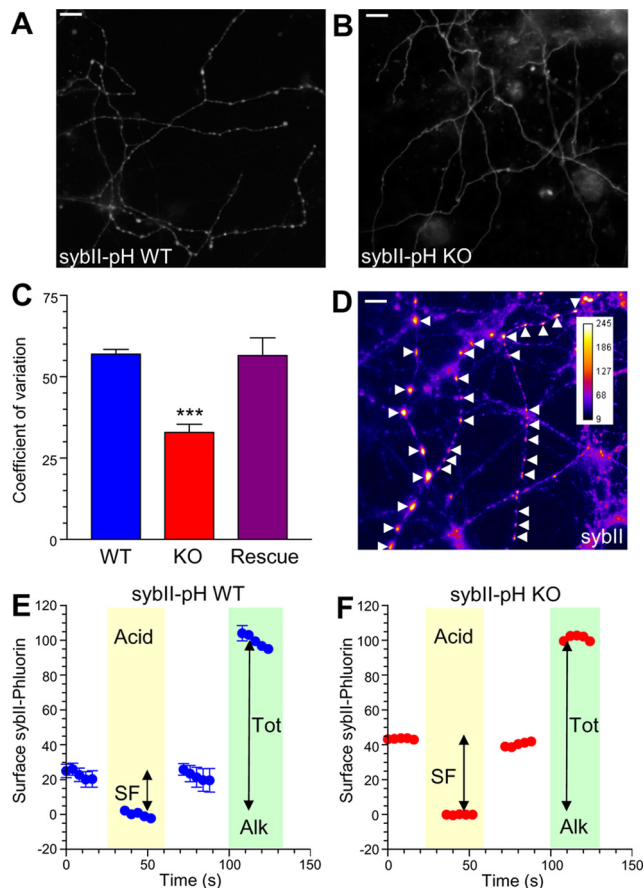 A
sybII-pH WT
B
sybII-pH KO
C
75
50
25
0
Coefficient of variation
***
WT
KO
Rescue
D
245
186
127
68
9
sybII
E
sybII-pH WT
120
100
80
60
40
20
0
-20
Surface sybII-Phluorin
Acid
SF
Tot
Alk
0
50
100
150
Time (s)
F
sybII-pH KO
120
100
80
60
40
20
0
-20
Surface sybII-Phluorin
Acid
SF
Tot
Alk
0
50
100
150
Time (s)